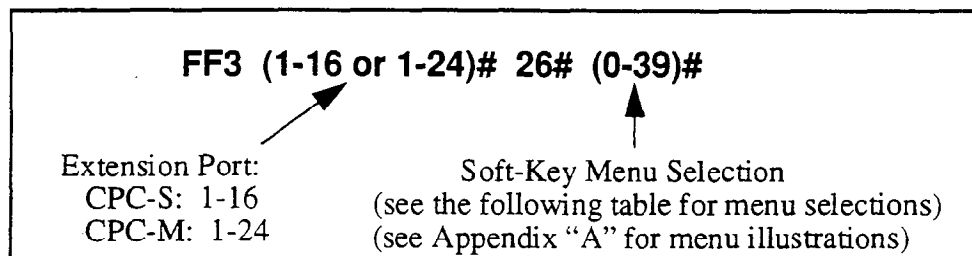 FF3 (1-16 or 1-24)# 26# (0-39)#
Extension Port:
CPC-S: 1-16
CPC-M: 1-24
Soft-Key Menu Selection
(see the following table for menu selections)
(see Appendix “A” for menu illustrations)